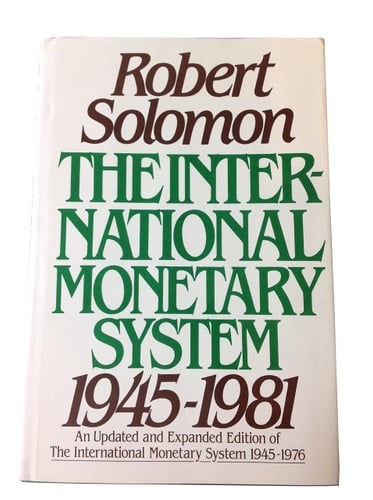 Robert
Solomon
THE INTER-
NATIONAL
MONETARY
SYSTEM
1945-1981
An Updated and Expanded Edition of
The International Monetary System 1945-1976